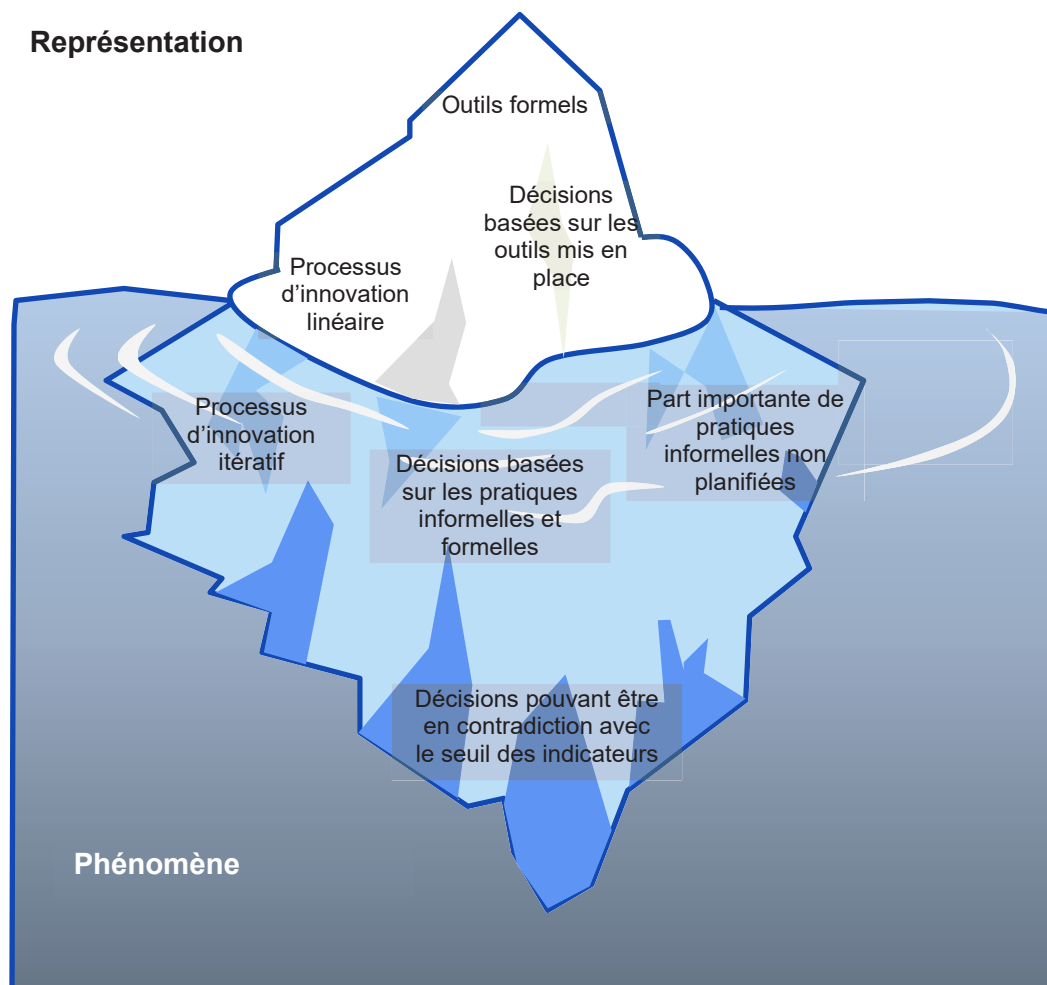 Représentation
Outils formels
Décisions
basées sur les
outils mis en
place
Processus
d’innovation
linéaire
Processus
d’innovation
itératif
Décisions basées
sur les pratiques
informelles et
formelles
Part importante de
pratiques
informelles non
planifiées
Décisions pouvant être
en contradiction avec
le seuil des indicateurs
Phénomène